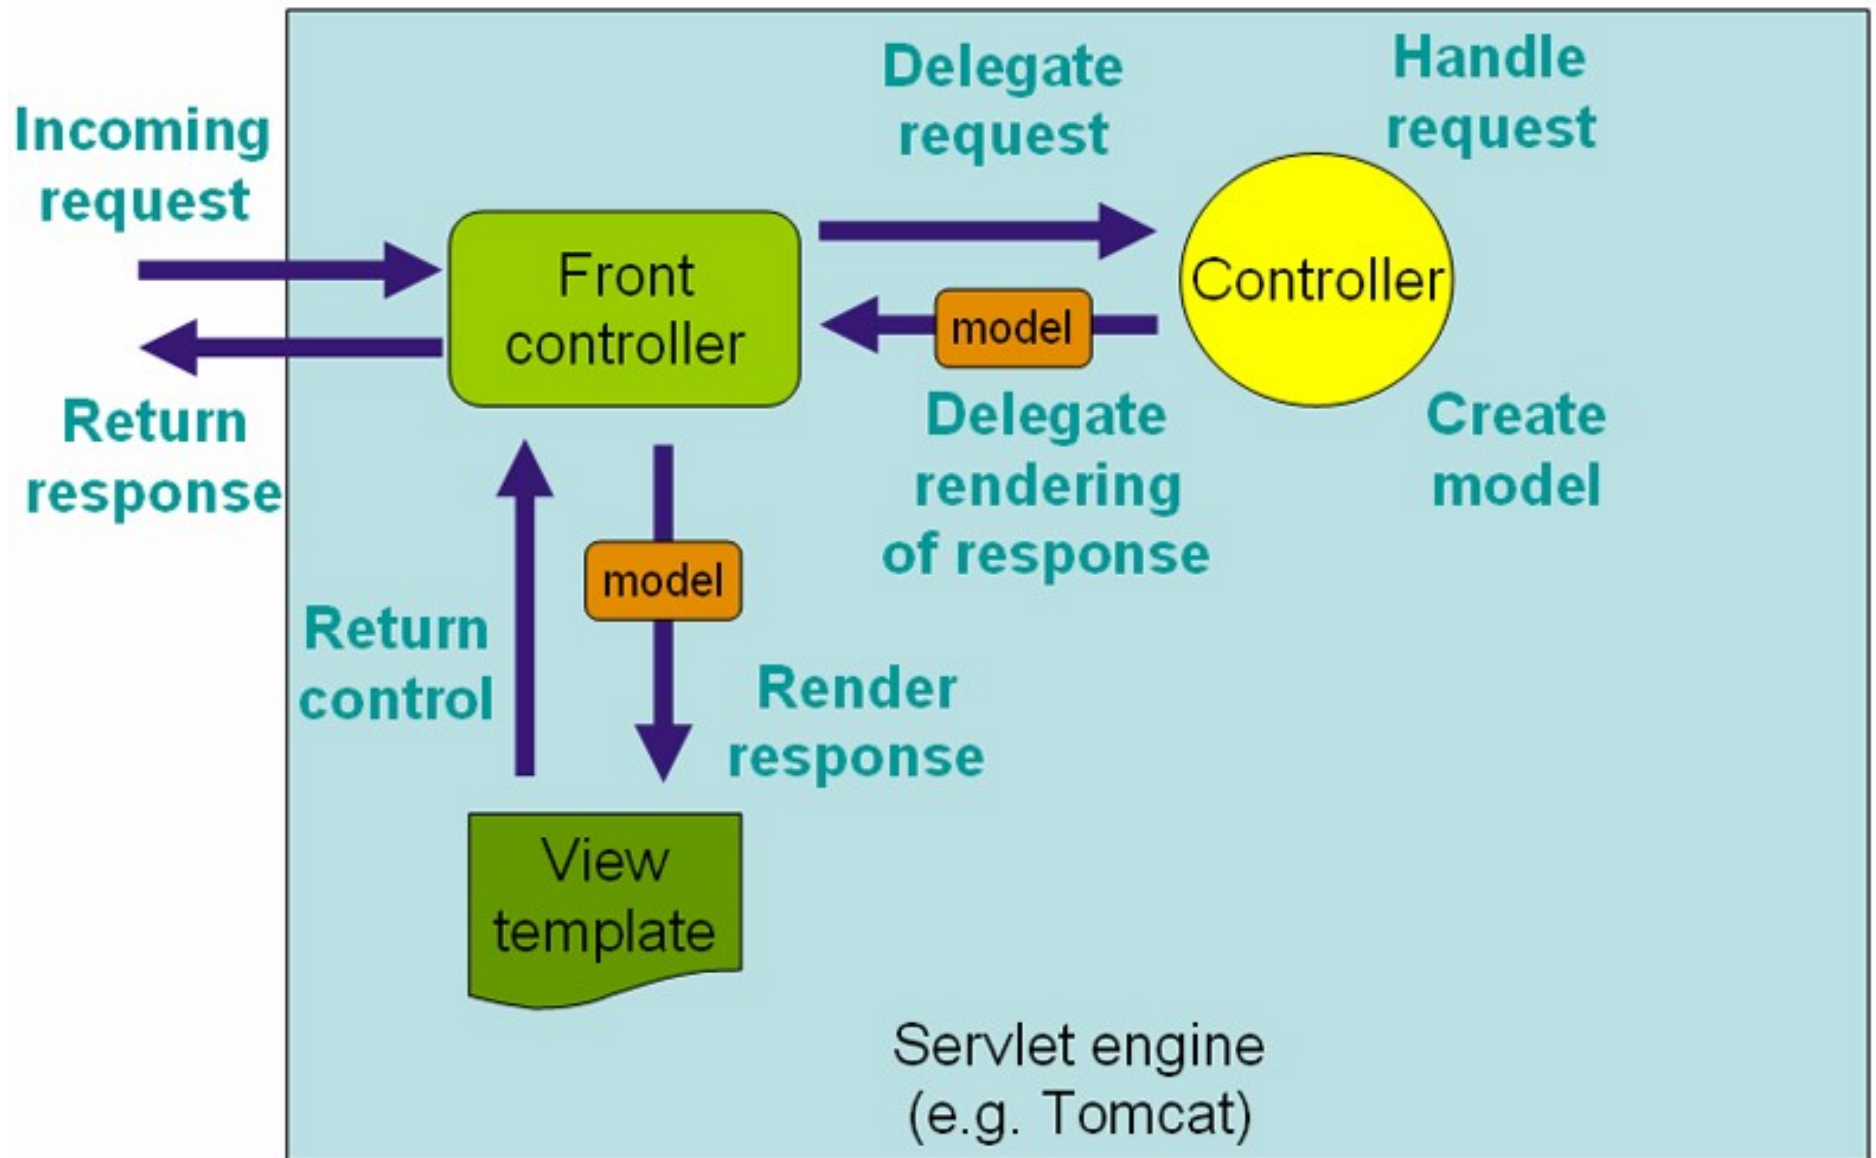 Incoming
request
Delegate
request
Handle
request
Front
controller
model
Controller
Return
response
Delegate
rendering
of response
Create
model
model
Return
control
Render
response
View
template
Servlet engine
(e.g. Tomcat)